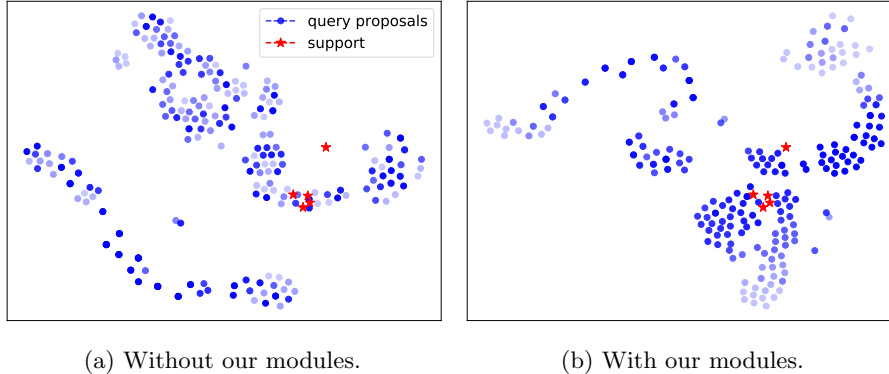 query proposals
support
(a) Without our modules.
(b) With our modules.